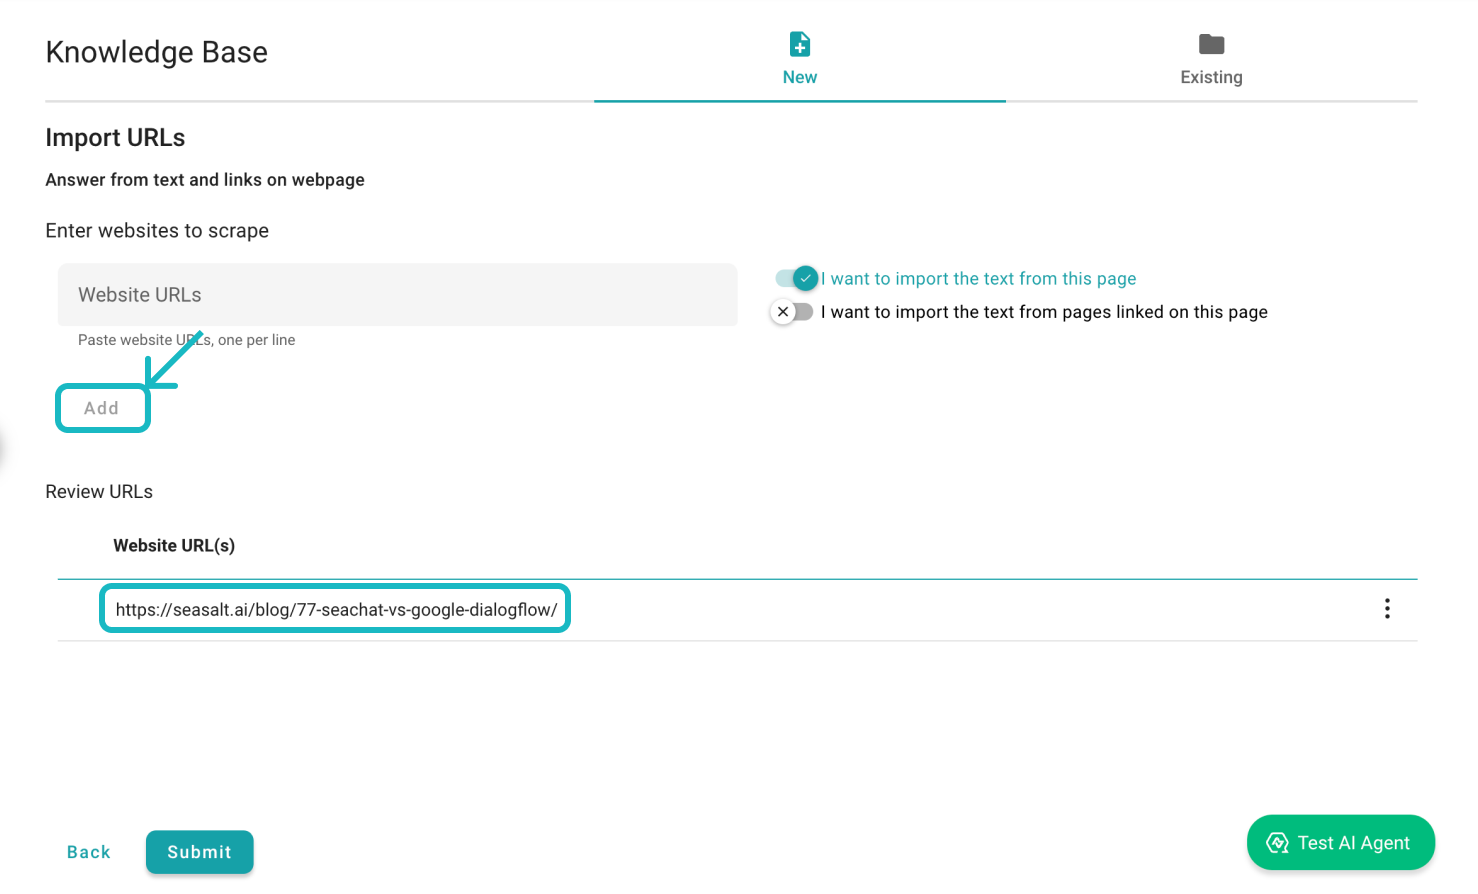 Knowledge Base
New
Existing
Import URLs
Answer from text and links on webpage
Enter websites to scrape
Website URLs
I want to import the text from this page
I want to import the text from pages linked on this page
Paste website URLs, one per line
Add
Review URLs
Website URL(s)
https://seasalt.ai/blog/77-seachat-vs-google-dialogflow/
Back
Submit
Test AI Agent